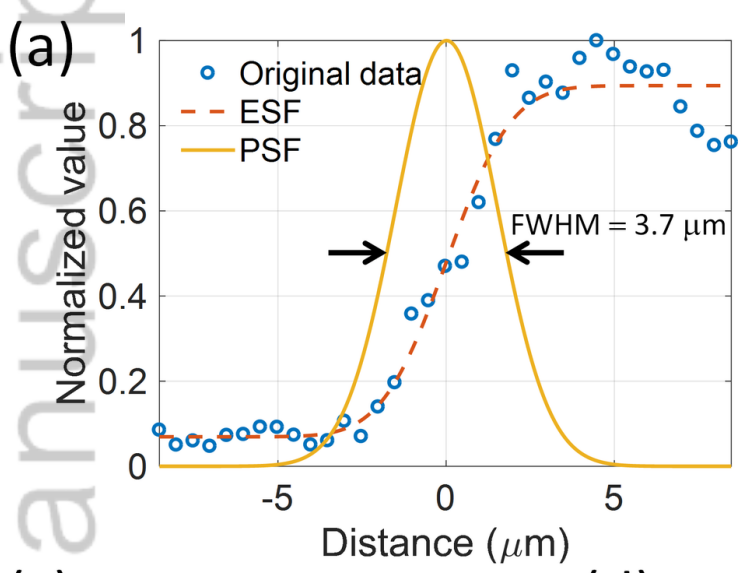 (a)
Original data
ESF
PSF
FWHM = 3.7 μm
Normalized value
1
0.8
0.6
0.4
0.2
0
-5
0
5
Distance (μm)
anuscrip